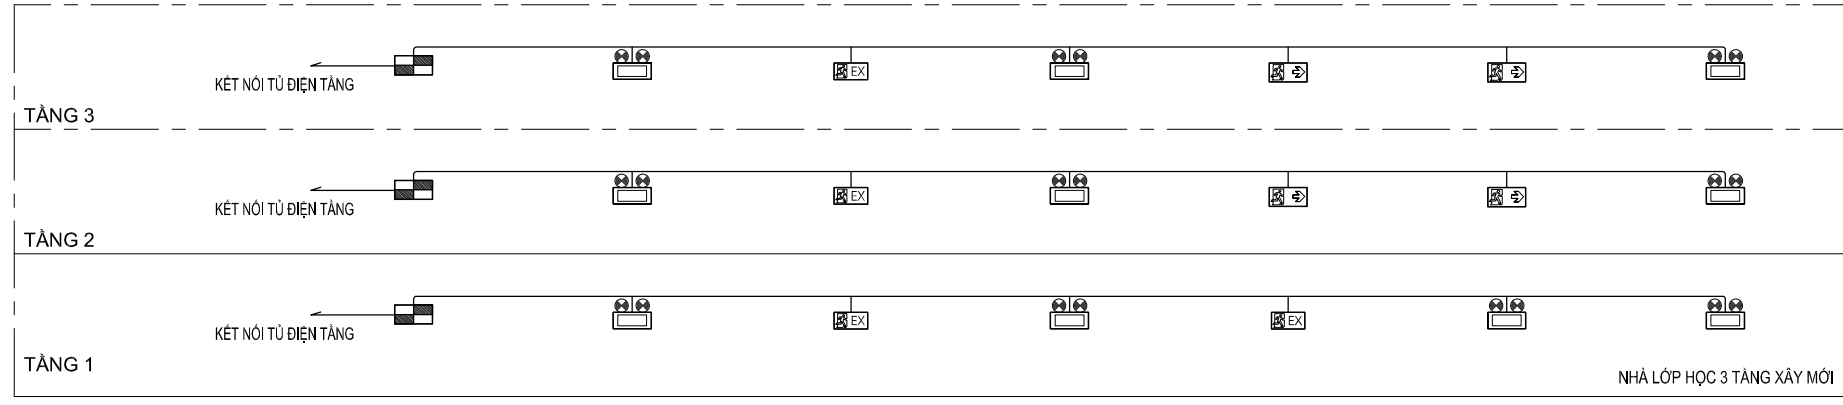 KẾT NỐI TỦ ĐIỆN TẦNG
EX
TẦNG 3
KẾT NỐI TỦ ĐIỆN TẦNG
EX
TẦNG 2
KẾT NỐI TỦ ĐIỆN TẦNG
EX
EX
TẦNG 1
NHÀ LỚP HỌC 3 TẦNG XÂY MỚI